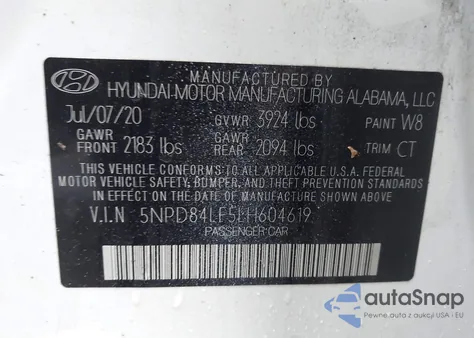 MANUFACTURED BY
HYUNDAI MOTOR MANUFACTURING ALABAMA, LLC
Jul/07/20 GVWR 3924 lbs PAINT W8
GAWR FRONT 2183 lbs GAWR REAR 2094 lbs TRIM CT
THIS VEHICLE CONFORMS TO ALL APPLICABLE U.S.A. FEDERAL
MOTOR VEHICLE SAFETY, BUMPER, AND THEFT PREVENTION
STANDARDS IN EFFECT ON THE DATE OF MANUFACTURE SHOWN ABOVE.
V.I.N 5NPD84LF5LH604619
PASSENGER CAR
autoSnap
Pewne auta z aukcji USA i EU